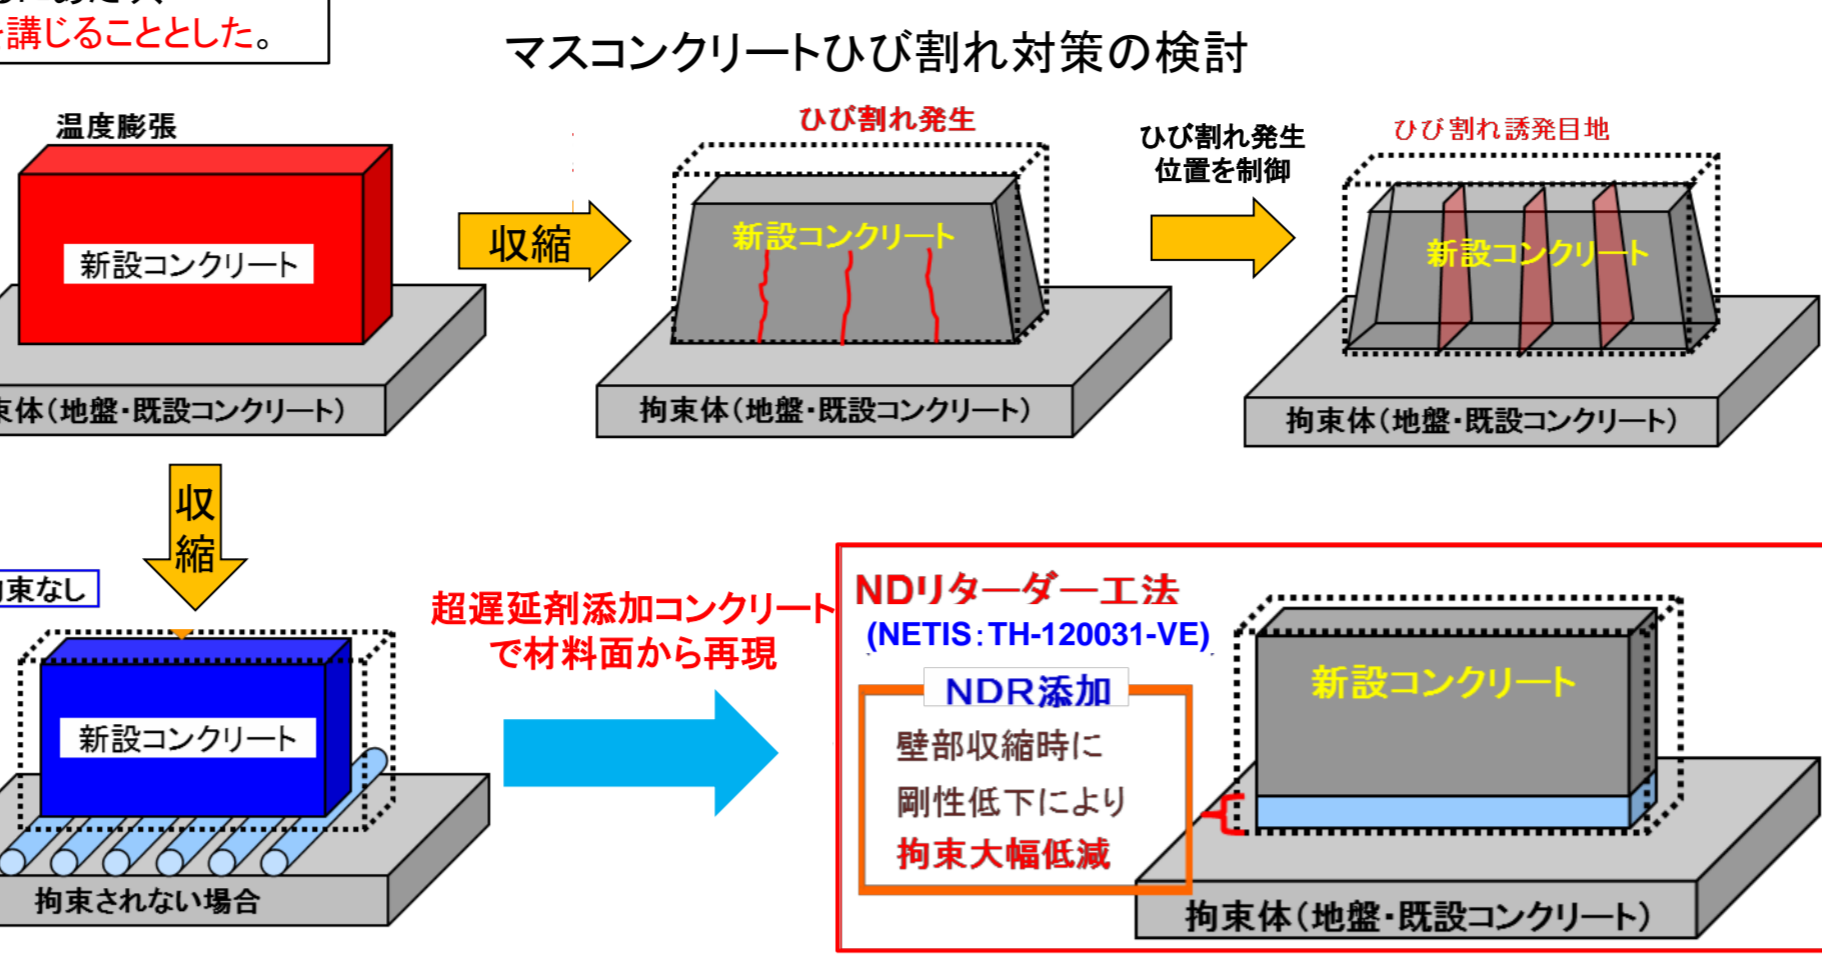 を講じることとした。
マスコンクリートひび割れ対策の検討
温度膨張
新設コンクリート
束体(地盤・既設コンクリート)
収縮
ひび割れ発生
新設コンクリート
拘束体(地盤・既設コンクリート)
ひび割れ発生
位置を制御
ひび割れ誘発目地
新設コンクリート
拘束体(地盤・既設コンクリート)
収
縮
束なし
新設コンクリート
拘束されない場合
超遅延剤添加コンクリート
で材料面から再現
NDリターダー工法
(NETIS:TH-120031-VE)
NDR添加
壁部収縮時に
剛性低下により
拘束大幅低減
新設コンクリート
拘束体(地盤・既設コンクリート)